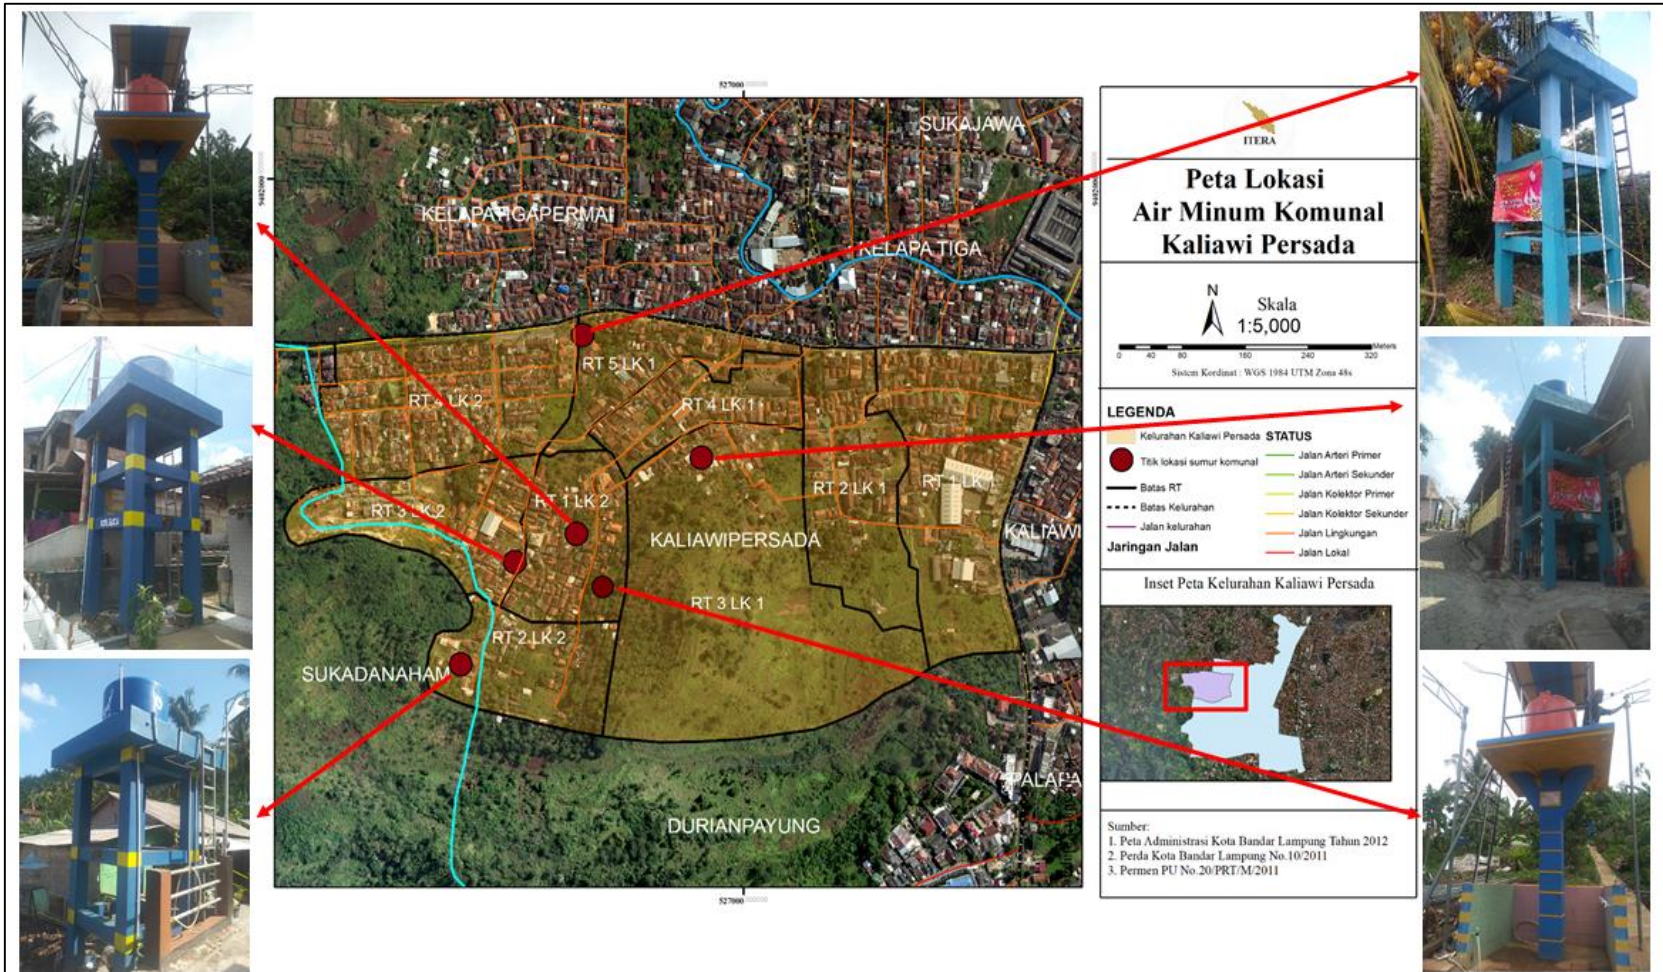 527000
9482000
9482000
SUKAJAWA
KELAPATIGAPERMAI
KELAPA TIGA
RT 5 LK 1
RT 4 LK 2
RT 4 LK 1
RT 3 LK 2
RT 1 LK 2
RT 2 LK 1
KALIAWI
KALIAWIPERSADA
RT 3 LK 1
RT 2 LK 2
SUKADANAHAM
PALAPA
DURIANPAYUNG
527000
ITERA
Peta Lokasi
Air Minum Komunal
Kaliawi Persada
N
Skala
1:5,000
0 40 80 160 240 320 Meters
Sistem Kordinat : WGS 1984 UTM Zona 48s
LEGENDA
Kelurahan Kaliawi Persada
Titik lokasi sumur komunal
Batas RT
Batas Kelurahan
Jalan kelurahan
Jaringan Jalan
STATUS
Jalan Arteri Primer
Jalan Arteri Sekunder
Jalan Kolektor Primer
Jalan Kolektor Sekunder
Jalan Lingkungan
Jalan Lokal
Inset Peta Kelurahan Kaliawi Persada
Sumber:
1. Peta Administrasi Kota Bandar Lampung Tahun 2012
2. Perda Kota Bandar Lampung No.10/2011
3. Permen PU No.20/PRT/M/2011